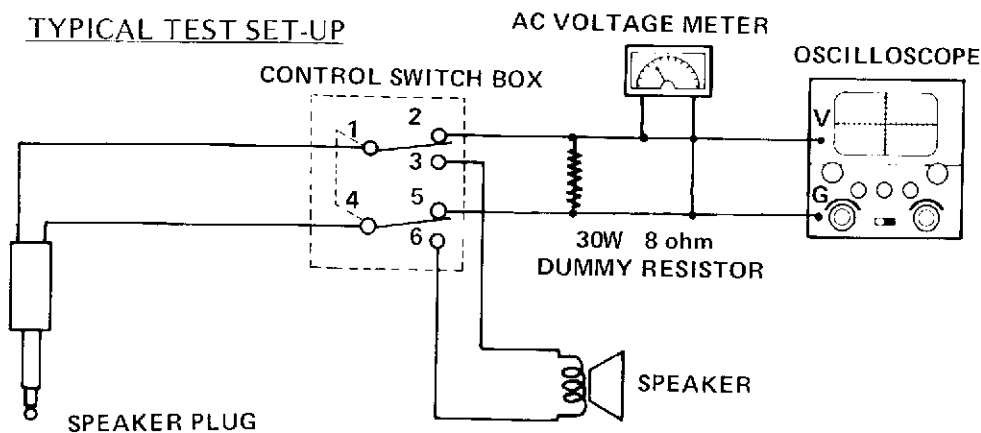 TYPICAL TEST SET-UP
AC VOLTAGE METER
OSCILLOSCOPE
CONTROL SWITCH BOX
1
2
3
4
5
6
V
G
30W 8 ohm
DUMMY RESISTOR
SPEAKER
SPEAKER PLUG